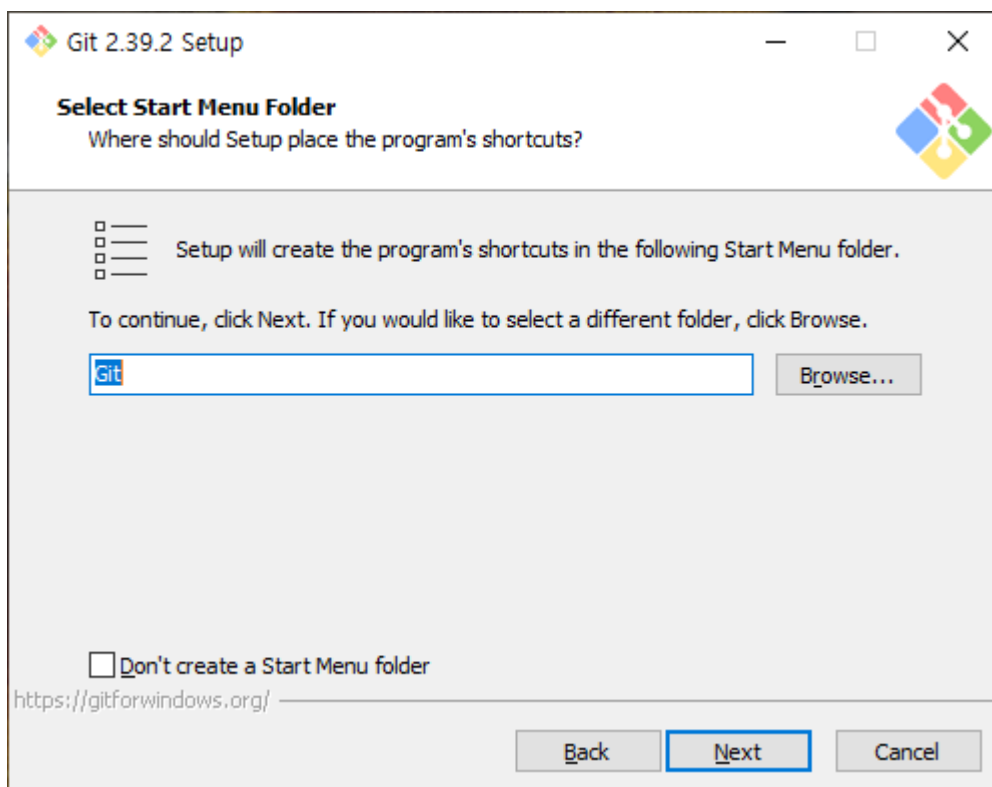 Git 2.39.2 Setup
Select Start Menu Folder
Where should Setup place the program's shortcuts?
Setup will create the program's shortcuts in the following Start Menu folder.
To continue, click Next. If you would like to select a different folder, click Browse.
Git
Browse...
Don't create a Start Menu folder
https://gitforwindows.org/
Back
Next
Cancel